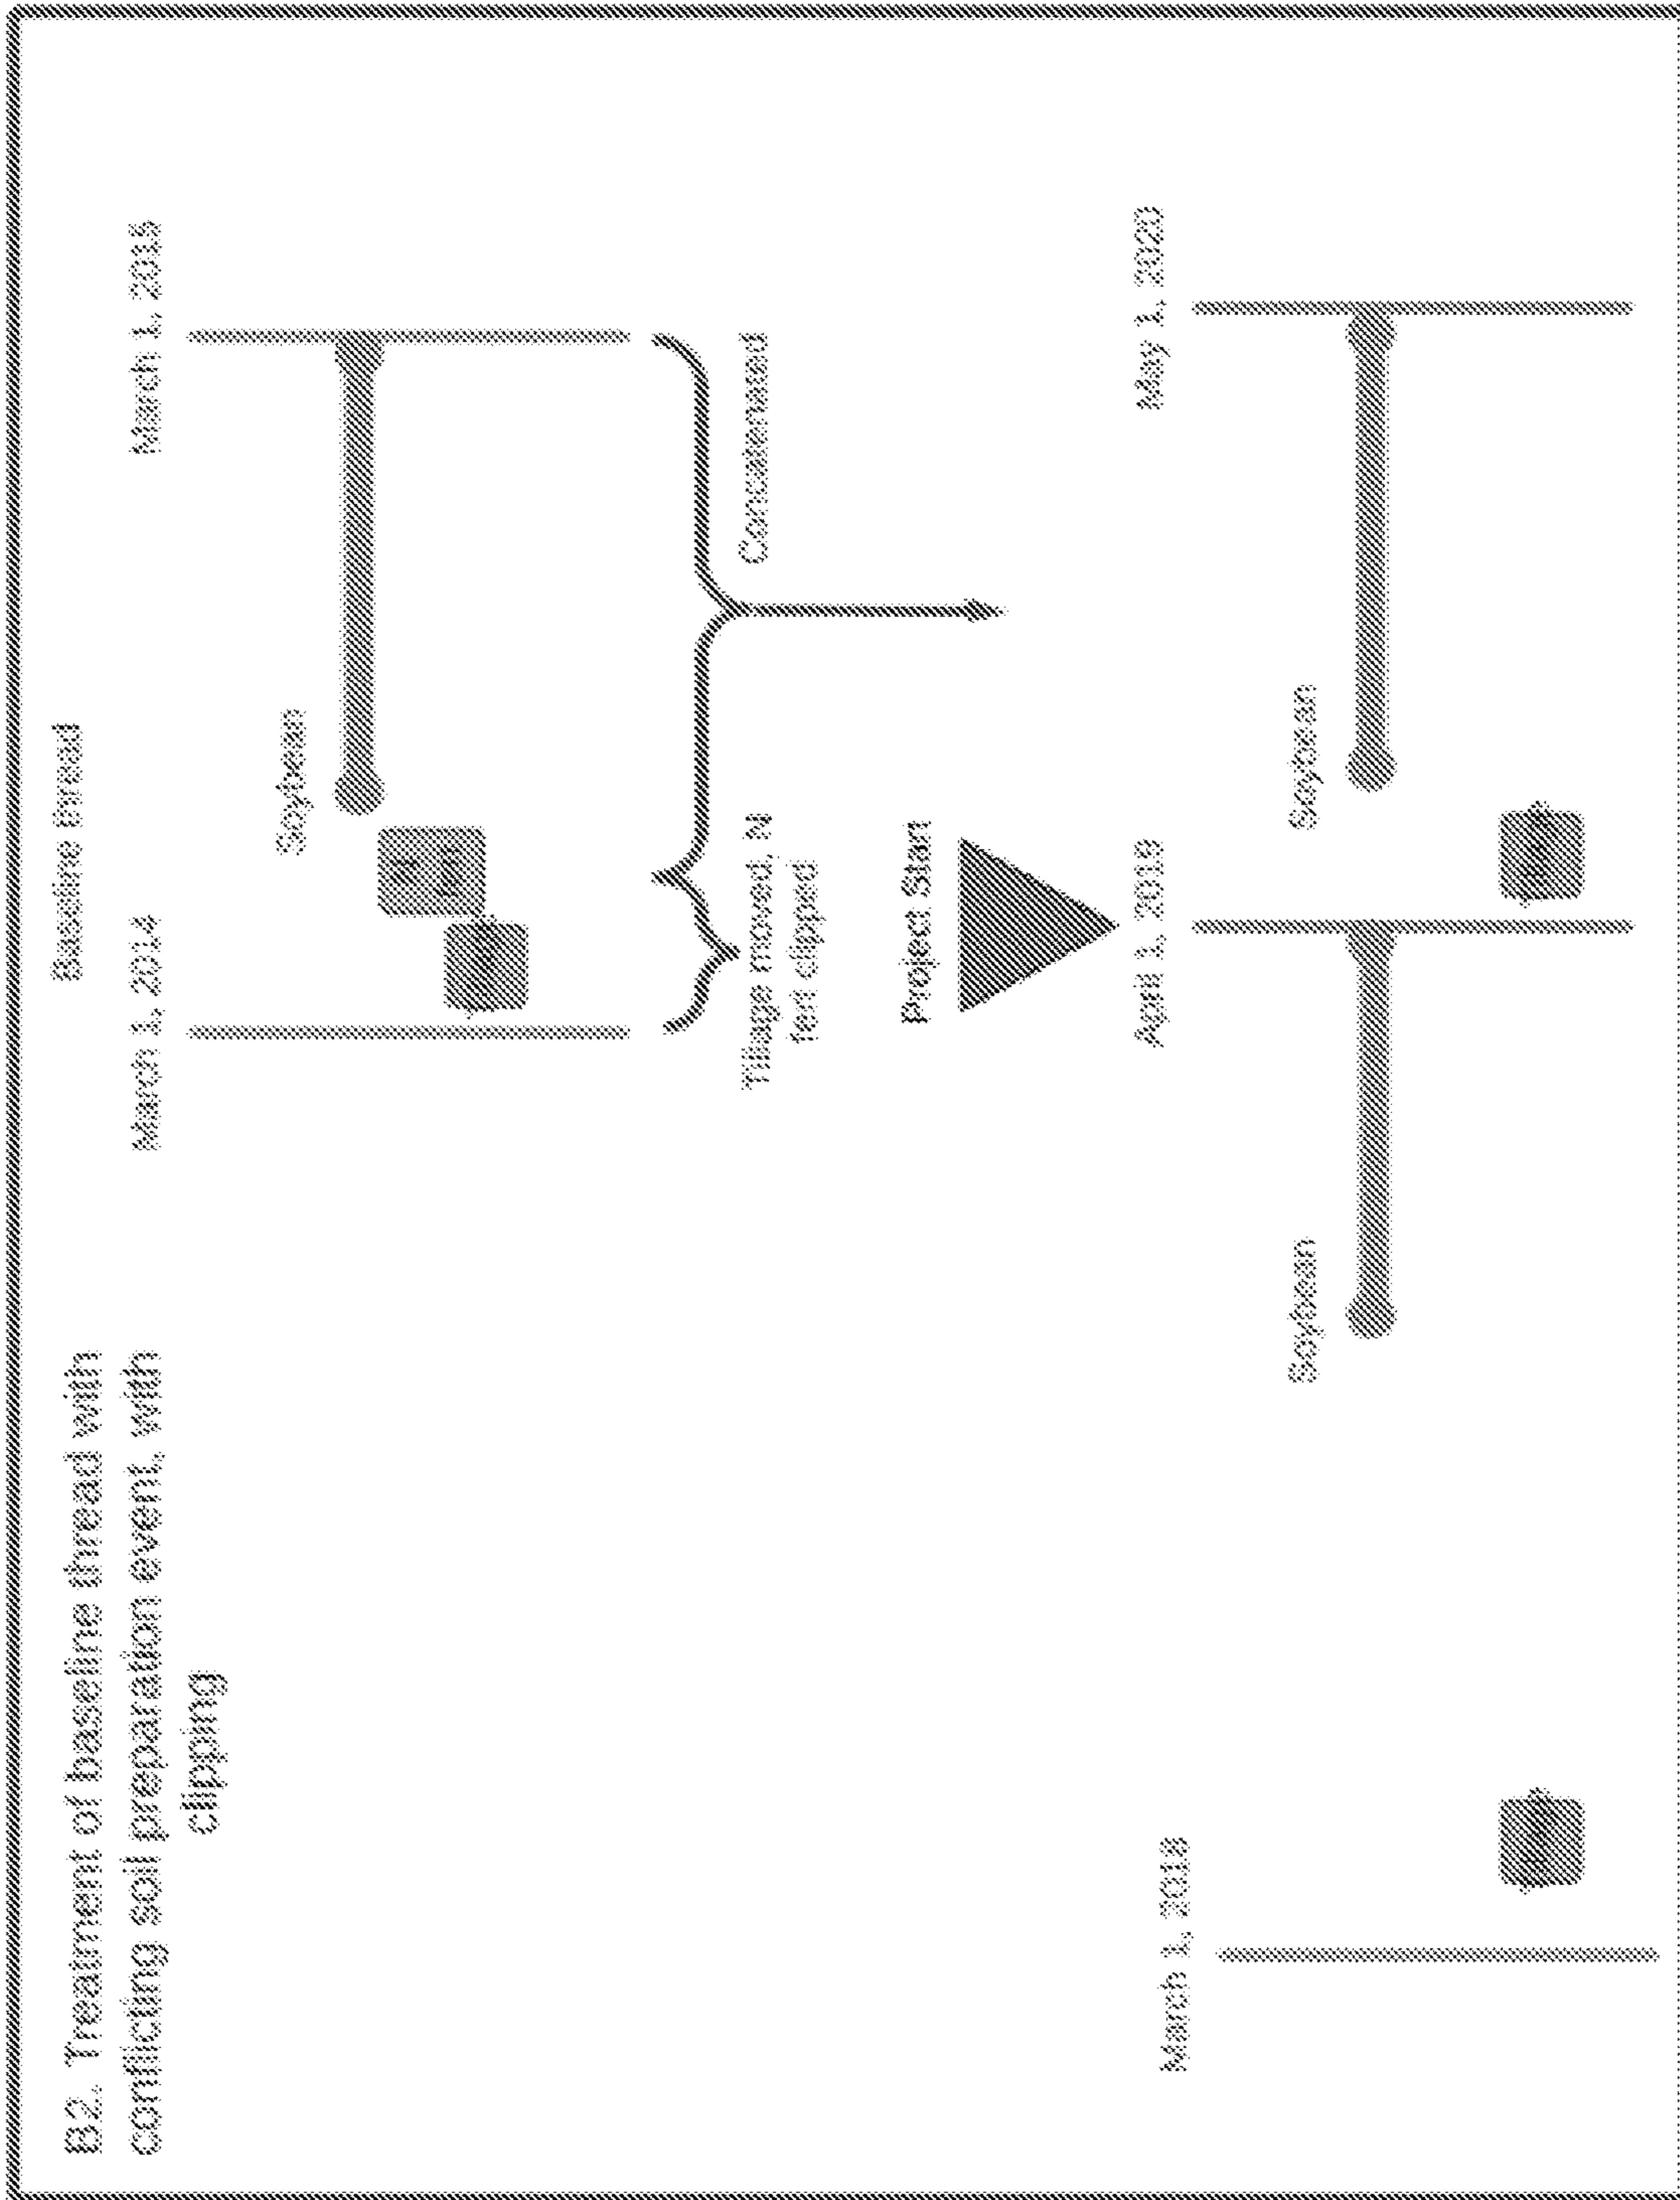 B2. Treatment of baseline thread with
conflicting soil preparation event, with
clipping
Baseline thread
March 1, 2014
March 1, 2015
Soybean
N
fert
Tillage moved, N
fert clipped
Concatenated
Project Start
March 1, 2018
April 1, 2019
May 1, 2020
Soybean
Soybean